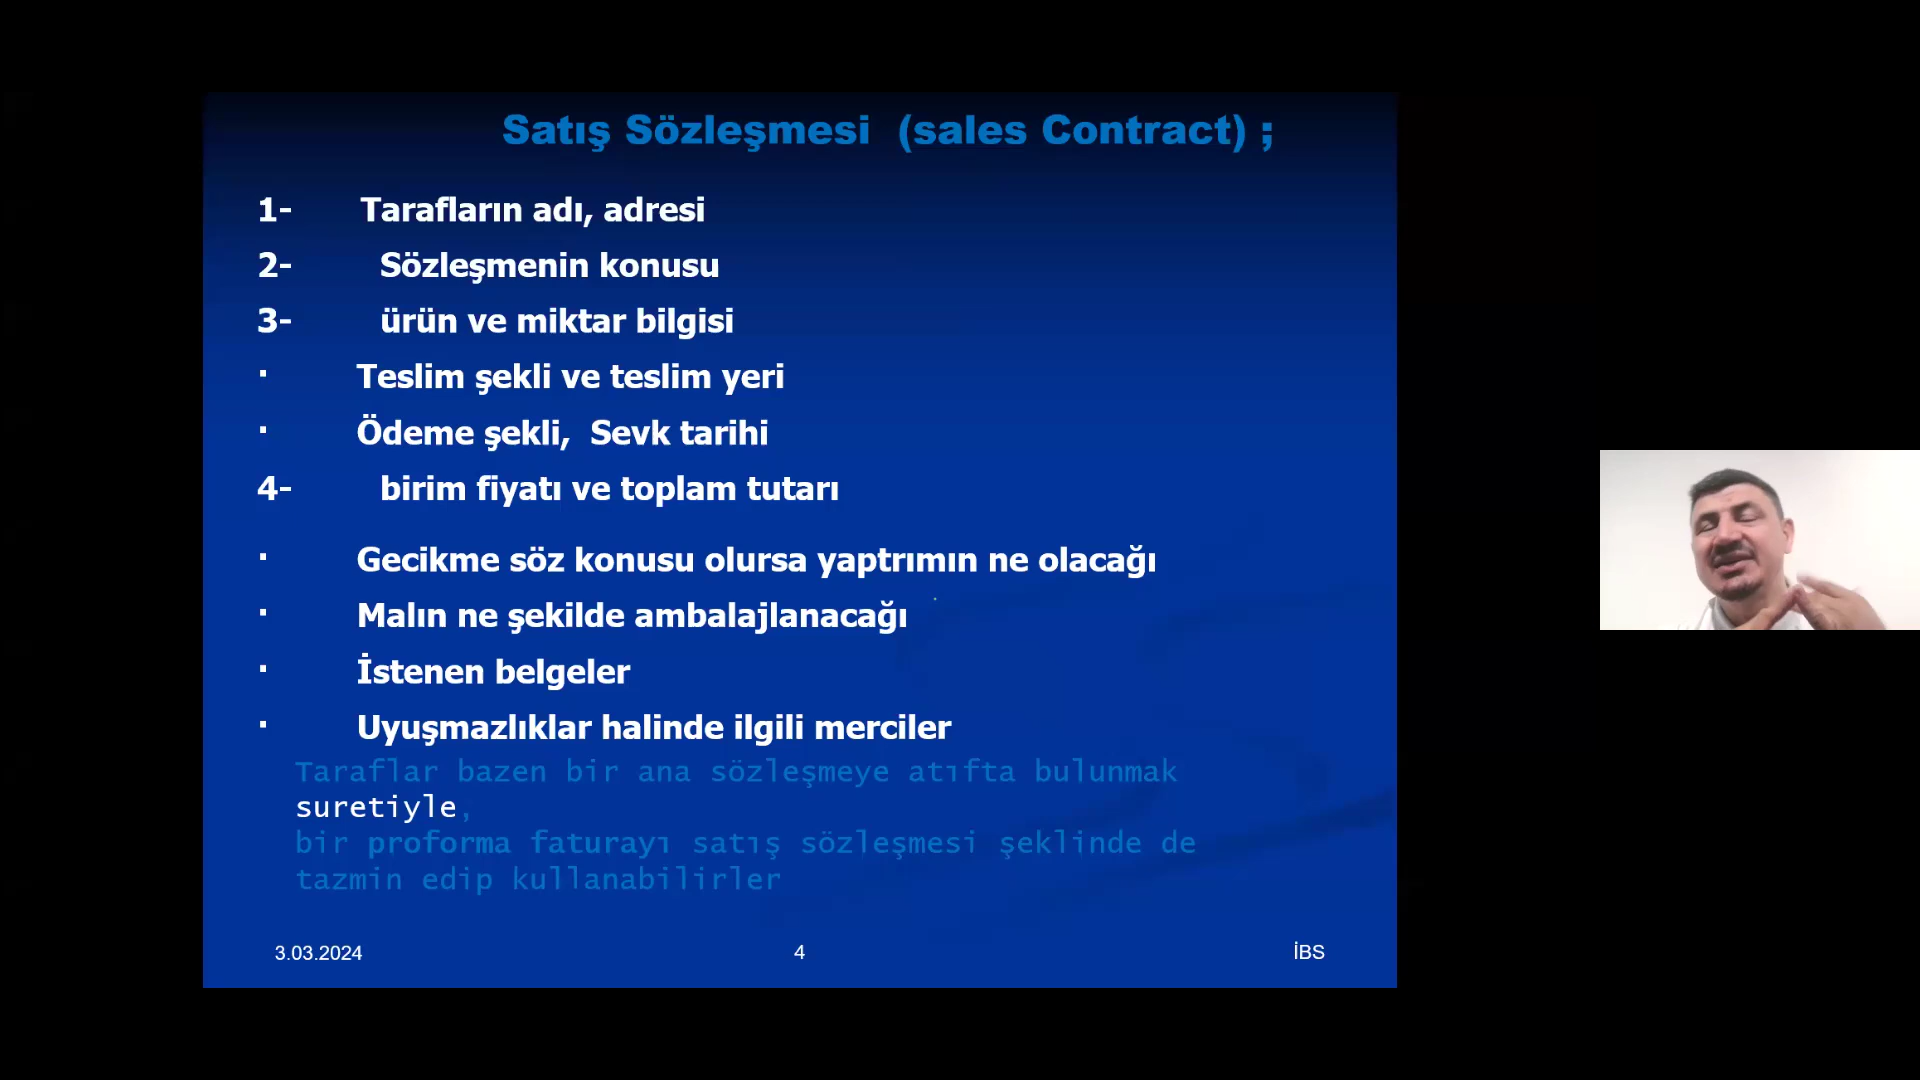 Satış Sözleşmesi (sales Contract) ;
1- Tarafların adı, adresi
2- Sözleşmenin konusu
3- ürün ve miktar bilgisi
· Teslim şekli ve teslim yeri
· Ödeme şekli, Sevk tarihi
4- birim fiyatı ve toplam tutarı
· Gecikme söz konusu olursa yaptrımın ne olacağı
· Malın ne şekilde ambalajlanacağı
· İstenen belgeler
· Uyuşmazlıklar halinde ilgili merciler
Taraflar bazen bir ana sözleşmeye atıfta bulunmak
suretiyle,
bir proforma faturayı satış sözleşmesi şeklinde de
tazmin edip kullanabilirler
3.03.2024 4 İBS